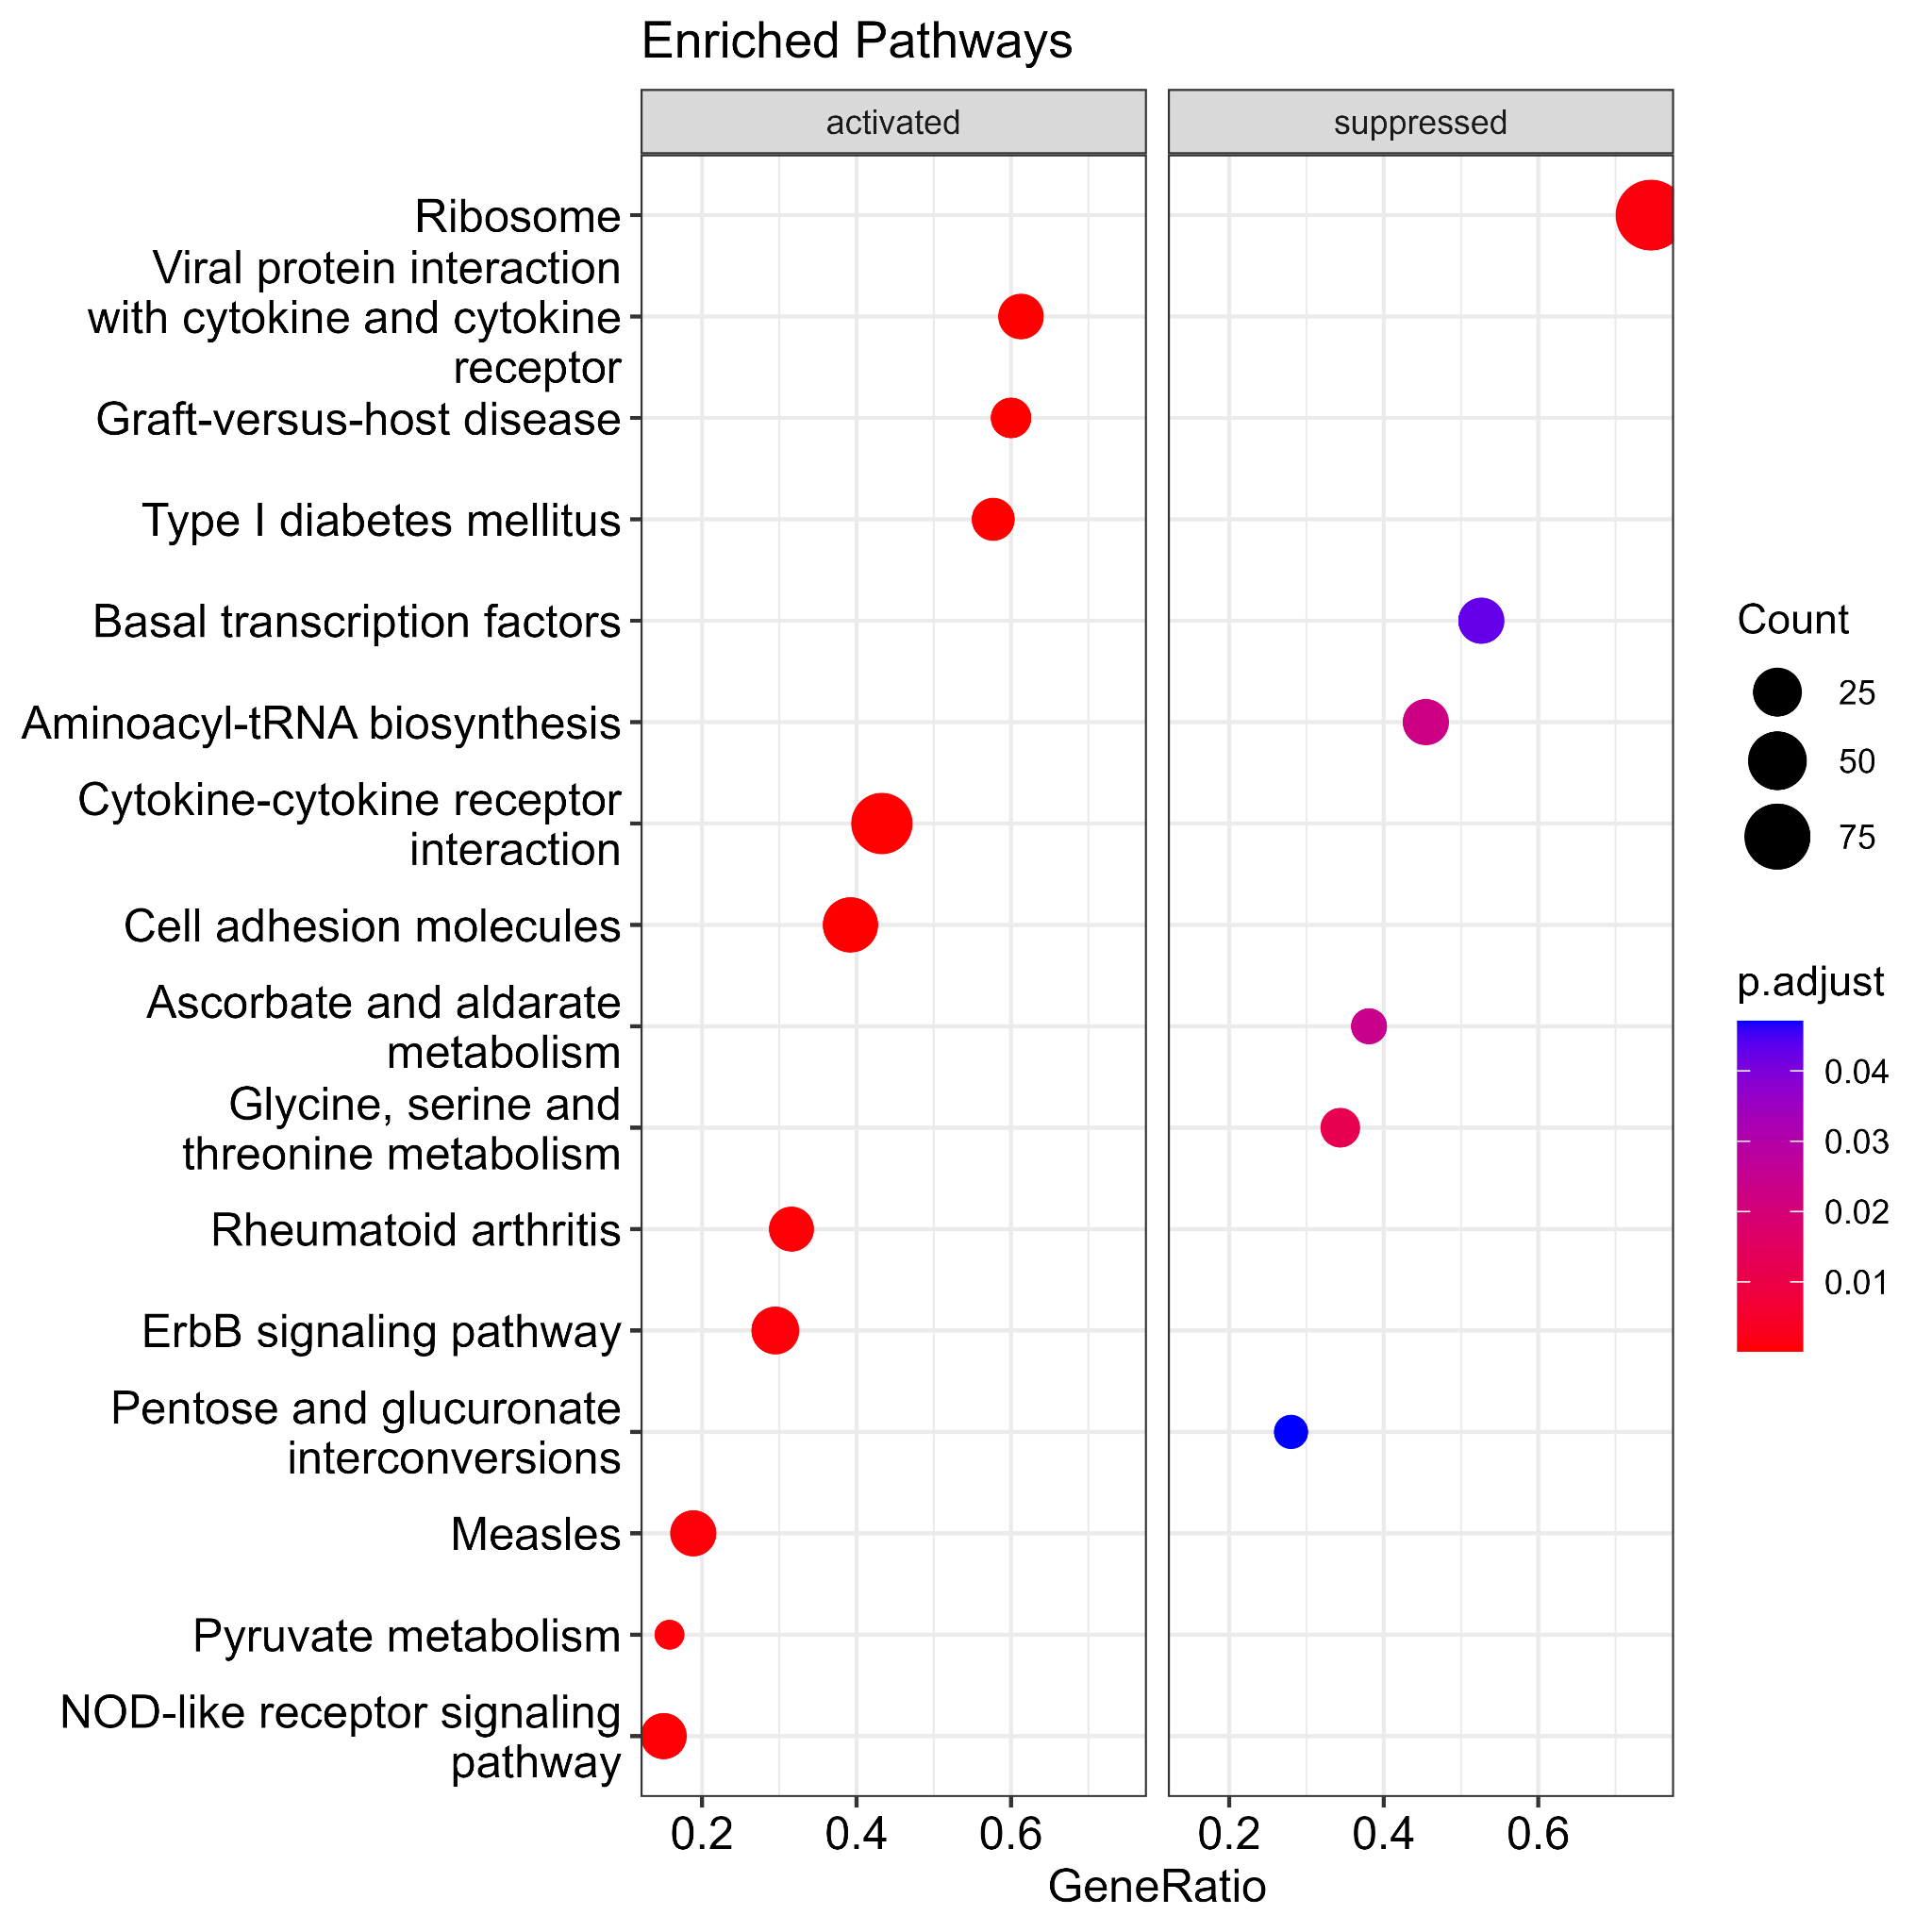 Enriched Pathways
activated
suppressed
Ribosome
Viral protein interaction
with cytokine and cytokine
receptor
Graft-versus-host disease
Type I diabetes mellitus
Basal transcription factors
Aminoacyl-tRNA biosynthesis
Cytokine-cytokine receptor
interaction
Cell adhesion molecules
Ascorbate and aldarate
metabolism
Glycine, serine and
threonine metabolism
Rheumatoid arthritis
ErbB signaling pathway
Pentose and glucuronate
interconversions
Measles
Pyruvate metabolism
NOD-like receptor signaling
pathway
0.2 0.4 0.6
0.2 0.4 0.6
GeneRatio
Count
25
50
75
p.adjust
0.04
0.03
0.02
0.01